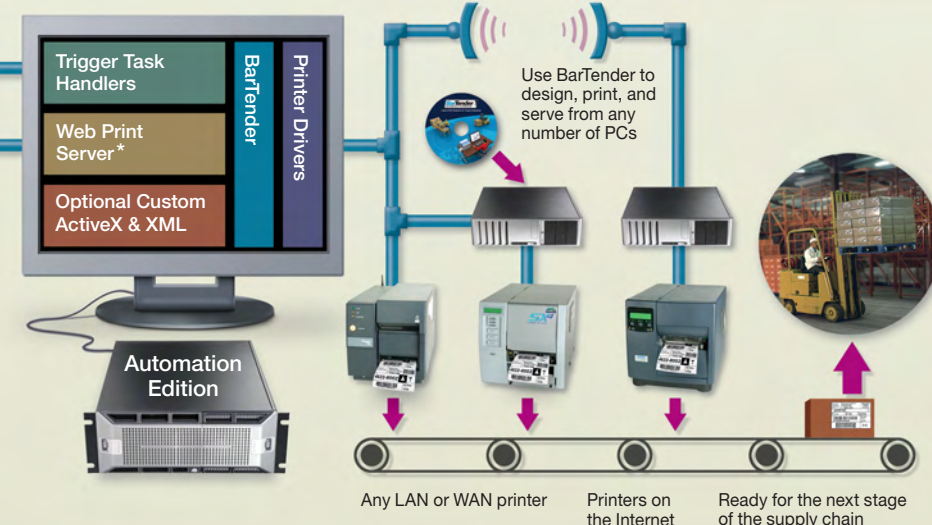 Trigger Task
Handlers
Web Print
Server*
Optional Custom
ActiveX & XML
BarTender
Printer Drivers
Use BarTender to
design, print, and
serve from any
number of PCs
BarTender
Automation
Edition
Any LAN or WAN printer
Printers on
the Internet
Ready for the next stage
of the supply chain